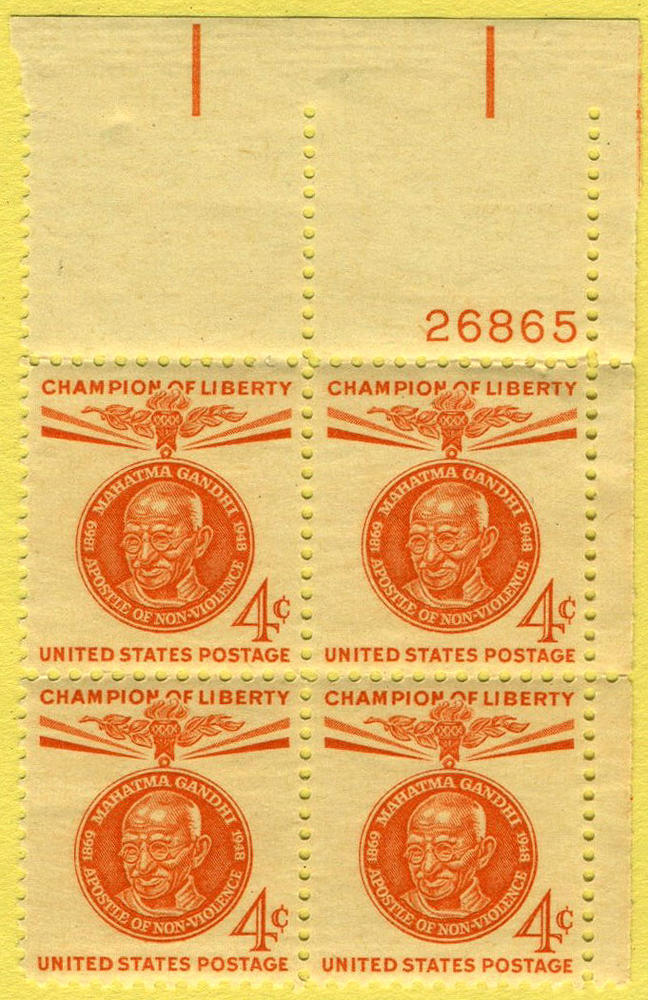 26865
CHAMPION OF LIBERTY
MAHATMA GANDHI
1869 1948
APOSTLE OF NON-VIOLENCE
4¢
UNITED STATES POSTAGE
CHAMPION OF LIBERTY
MAHATMA GANDHI
1869 1948
APOSTLE OF NON-VIOLENCE
4¢
UNITED STATES POSTAGE
CHAMPION OF LIBERTY
MAHATMA GANDHI
1869 1948
APOSTLE OF NON-VIOLENCE
4¢
UNITED STATES POSTAGE
CHAMPION OF LIBERTY
MAHATMA GANDHI
1869 1948
APOSTLE OF NON-VIOLENCE
4¢
UNITED STATES POSTAGE